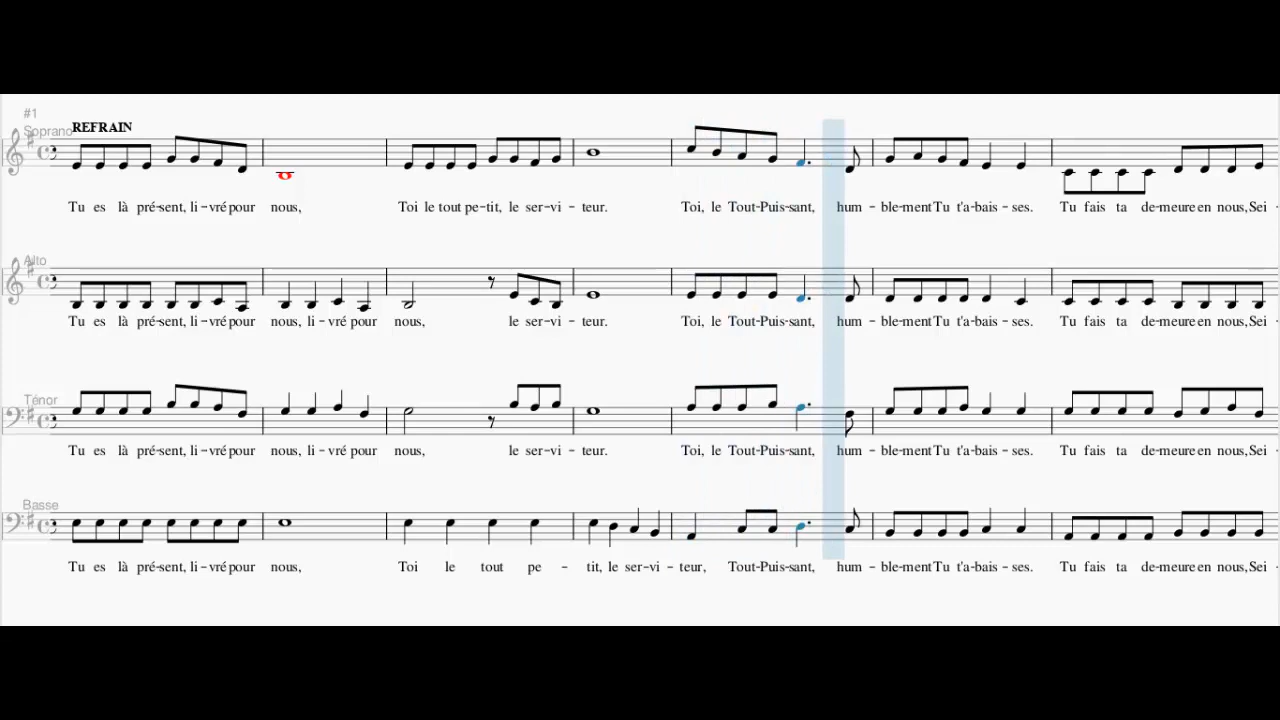 #1
Soprano REFRAIN
Tu es là pré-sent, li-vré pour nous, Toi le tout pe-tit, le ser-vi-teur. Toi, le Tout-Puis-sant, hum-ble-ment Tu t'a-bais-ses. Tu fais ta de-meure en nous, Sei-
Alto
Tu es là pré-sent, li-vré pour nous, li-vré pour nous, le ser-vi-teur. Toi, le Tout-Puis-sant, hum-ble-ment Tu t'a-bais-ses. Tu fais ta de-meure en nous, Sei-
Ténor
Tu es là pré-sent, li-vré pour nous, li-vré pour nous, le ser-vi-teur. Toi, le Tout-Puis-sant, hum-ble-ment Tu t'a-bais-ses. Tu fais ta de-meure en nous, Sei-
Basse
Tu es là pré-sent, li-vré pour nous, Toi le tout pe-tit, le ser-vi-teur, Tout-Puis-sant, hum-ble-ment Tu t'a-bais-ses. Tu fais ta de-meure en nous, Sei-